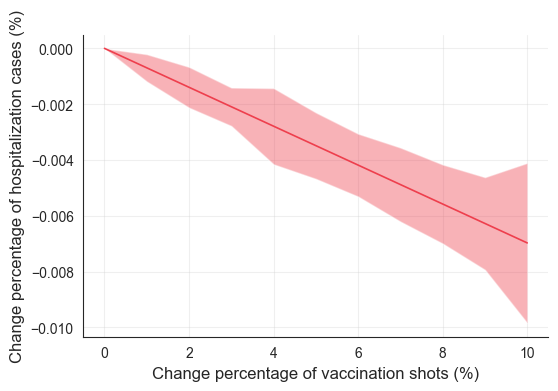 Change percentage of hospitalization cases (%)
0.000
−0.002
−0.004
−0.006
−0.008
−0.010
0 2 4 6 8 10
Change percentage of vaccination shots (%)